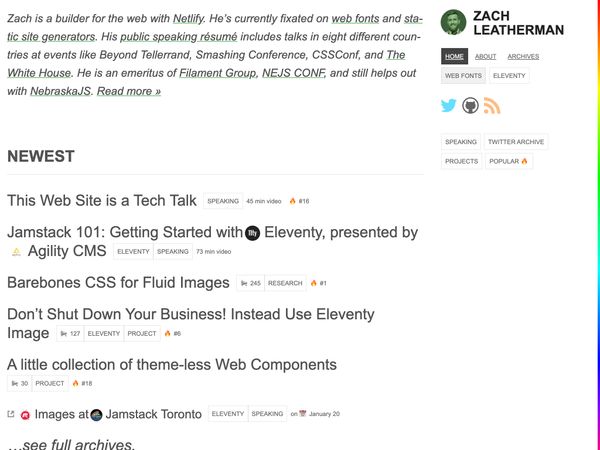 Zach is a builder for the web with Netlify. He's currently fixated on web fonts and sta-
tic site generators. His public speaking résumé includes talks in eight different coun-
tries at events like Beyond Tellerrand, Smashing Conference, CSSConf, and The
White House. He is an emeritus of Filament Group, NEJS CONF, and still helps out
with NebraskaJS. Read more »
NEWEST
This Web Site is a Tech Talk SPEAKING 45 min video #16
Jamstack 101: Getting Started with 11ty Eleventy, presented by
Agility CMS ELEVENTY SPEAKING 73 min video
Barebones CSS for Fluid Images 245 RESEARCH #1
Don't Shut Down Your Business! Instead Use Eleventy
Image 127 ELEVENTY PROJECT #6
A little collection of theme-less Web Components
30 PROJECT #18
Images at Jamstack Toronto ELEVENTY SPEAKING on January 20
…see full archives.
ZACH
LEATHERMAN
HOME ABOUT ARCHIVES
WEB FONTS ELEVENTY
SPEAKING TWITTER ARCHIVE
PROJECTS POPULAR